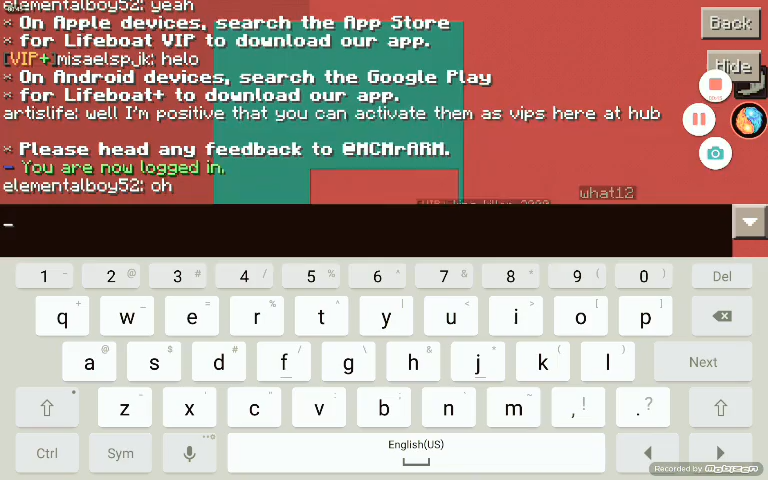 elementalboy52: yeah
× On Apple devices, search the App Store
× for Lifeboat VIP to download our app.
[VIP+]misaelspjk: helo
× On Android devices, search the Google Play
× for Lifeboat+ to download our app.
artislife: well I'm positive that you can activate them as vips here at hub
× Please head any feedback to @MCMrARM.
- You are now logged in.
elementalboy52: oh
Back
Hide
what12
_
1 2 @ 3 # 4 / 5 % 6 ^ 7 & 8 * 9 ( 0 ) Del
q + w _ e = r % t ^ y | u < i > o [ p ]
a @ s $ d # f / g \ h & j * k ( l ) Next
z x c v b n m , ! . ?
Ctrl Sym English(US)
Recorded by Mobizen